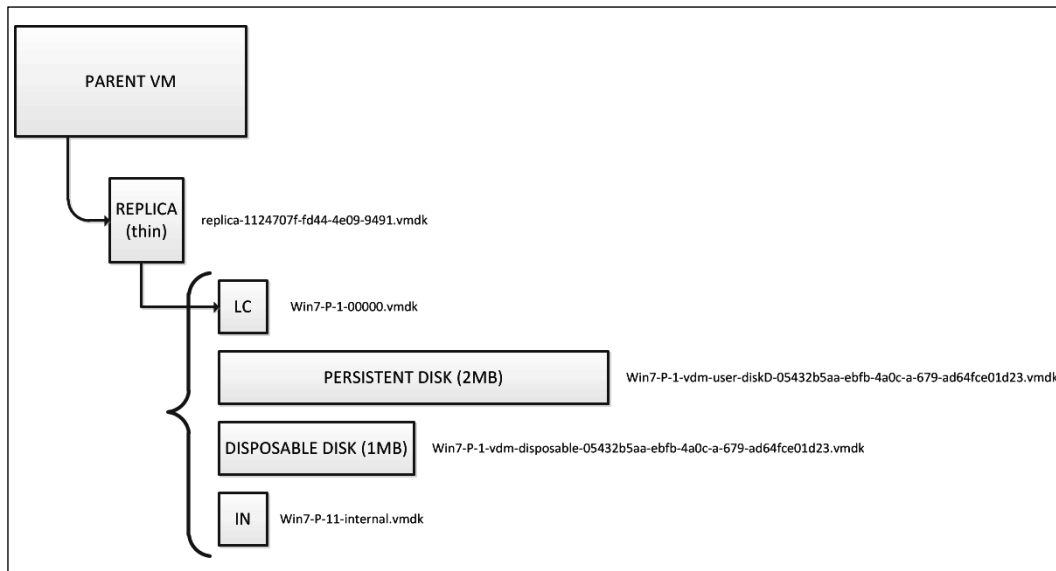 PARENT VM
REPLICA
(thin)
replica-1124707f-fd44-4e09-9491.vmdk
LC
Win7-P-1-00000.vmdk
PERSISTENT DISK (2MB)
Win7-P-1-vdm-user-diskD-05432b5aa-ebfb-4a0c-a-679-ad64fce01d23.vmdk
DISPOSABLE DISK (1MB)
Win7-P-1-vdm-disposable-05432b5aa-ebfb-4a0c-a-679-ad64fce01d23.vmdk
IN
Win7-P-11-internal.vmdk